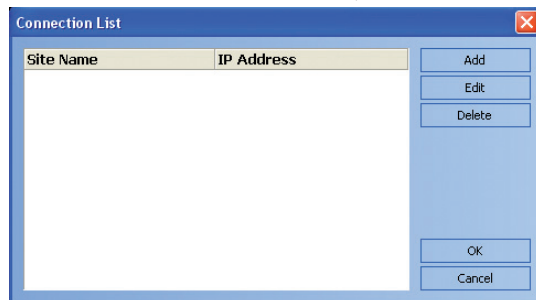 Connection List
Site Name IP Address
Add
Edit
Delete
OK
Cancel